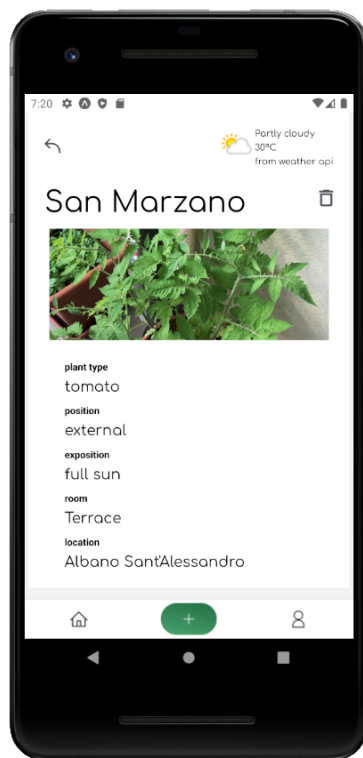 7:20
Partly cloudy
30°C
from weather api
San Marzano
plant type
tomato
position
external
exposition
full sun
room
Terrace
location
Albano Sant'Alessandro
+